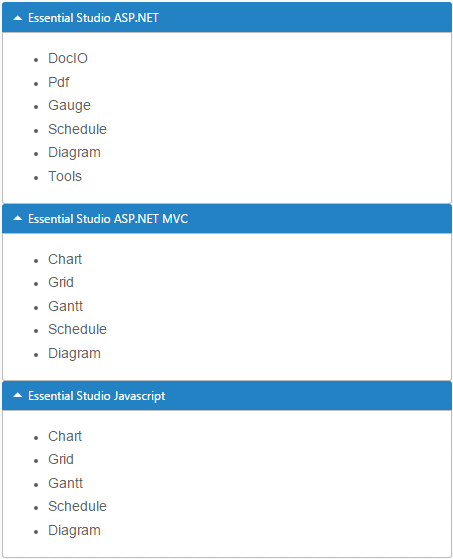 Essential Studio ASP.NET
DocIO
Pdf
Gauge
Schedule
Diagram
Tools
Essential Studio ASP.NET MVC
Chart
Grid
Gantt
Schedule
Diagram
Essential Studio Javascript
Chart
Grid
Gantt
Schedule
Diagram